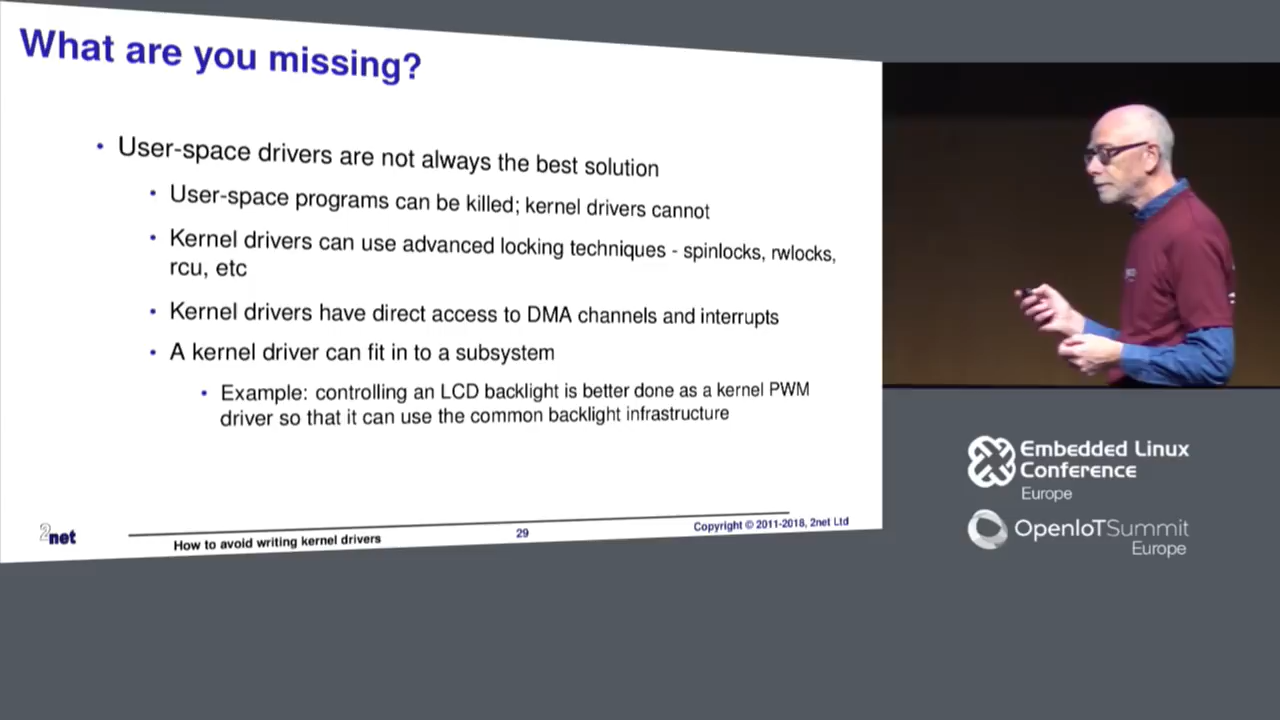 What are you missing?
• User-space drivers are not always the best solution
• User-space programs can be killed; kernel drivers cannot
• Kernel drivers can use advanced locking techniques - spinlocks, rwlocks,
rcu, etc
• Kernel drivers have direct access to DMA channels and interrupts
• A kernel driver can fit in to a subsystem
• Example: controlling an LCD backlight is better done as a kernel PWM
driver so that it can use the common backlight infrastructure
2net
How to avoid writing kernel drivers
29
Copyright © 2011-2018, 2net Ltd
Embedded Linux
Conference
Europe
OpenIoTSummit
Europe